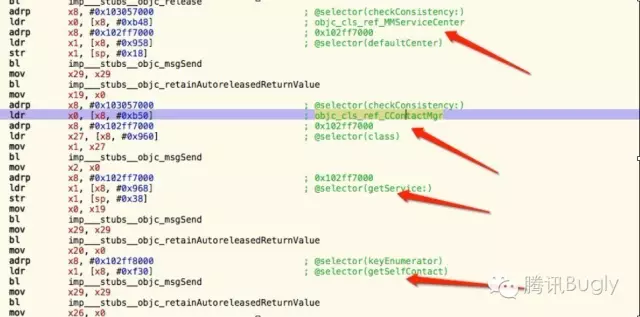 bl imp___stubs__objc_release
adrp x8, #0x103057000 ; @selector(checkConsistency:)
ldr x0, [x8, #0xb48] ; objc_cls_ref_MMServiceCenter
adrp x8, #0x102ff7000 ; 0x102ff7000
ldr x1, [x8, #0x958] ; @selector(defaultCenter)
str x1, [sp, #0x18]
bl imp___stubs__objc_msgSend
mov x29, x29
bl imp___stubs__objc_retainAutoreleasedReturnValue
mov x19, x0
adrp x8, #0x103057000 ; @selector(checkConsistency:)
ldr x0, [x8, #0xb50] ; objc_cls_ref_CContactMgr
adrp x8, #0x102ff7000 ; 0x102ff7000
ldr x27, [x8, #0x960] ; @selector(class)
mov x1, x27
bl imp___stubs__objc_msgSend
mov x2, x0
adrp x8, #0x102ff7000 ; 0x102ff7000
ldr x1, [x8, #0x968] ; @selector(getService:)
str x1, [sp, #0x38]
mov x0, x19
bl imp___stubs__objc_msgSend
mov x29, x29
bl imp___stubs__objc_retainAutoreleasedReturnValue
mov x20, x0
adrp x8, #0x102ff8000 ; @selector(keyEnumerator)
ldr x1, [x8, #0xf30] ; @selector(getSelfContact)
bl imp___stubs__objc_msgSend
mov x29, x29
bl imp___stubs__objc_retainAutoreleasedReturnValue
mov x26, x0
腾讯Bugly